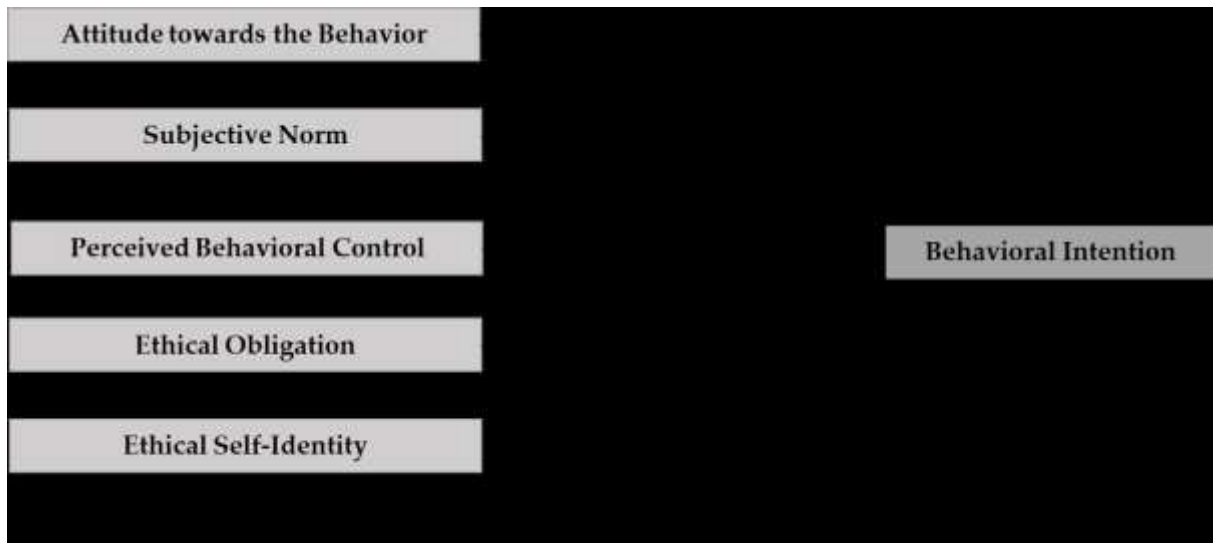 Attitude towards the Behavior
Subjective Norm
Perceived Behavioral Control
Behavioral Intention
Ethical Obligation
Ethical Self-Identity